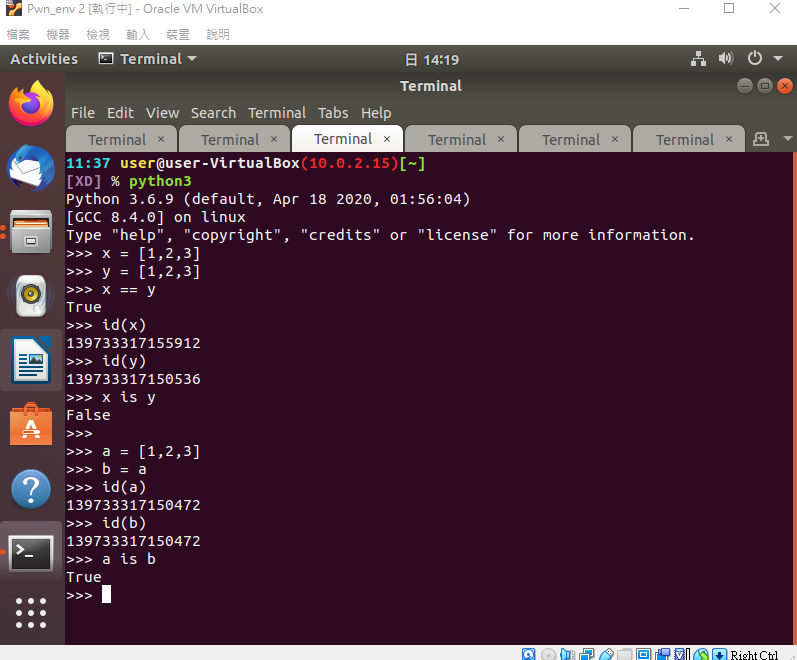 Pwn_env 2 [執行中] - Oracle VM VirtualBox
檔案 機器 檢視 輸入 裝置 說明
Activities Terminal 日 14:19
Terminal
File Edit View Search Terminal Tabs Help
Terminal × Terminal × Terminal × Terminal × Terminal × Terminal ×
11:37 user@user-VirtualBox(10.0.2.15)[~]
[XD] % python3
Python 3.6.9 (default, Apr 18 2020, 01:56:04)
[GCC 8.4.0] on linux
Type "help", "copyright", "credits" or "license" for more information.
>>> x = [1,2,3]
>>> y = [1,2,3]
>>> x == y
True
>>> id(x)
139733317155912
>>> id(y)
139733317150536
>>> x is y
False
>>>
>>> a = [1,2,3]
>>> b = a
>>> id(a)
139733317150472
>>> id(b)
139733317150472
>>> a is b
True
>>>
Right Ctrl